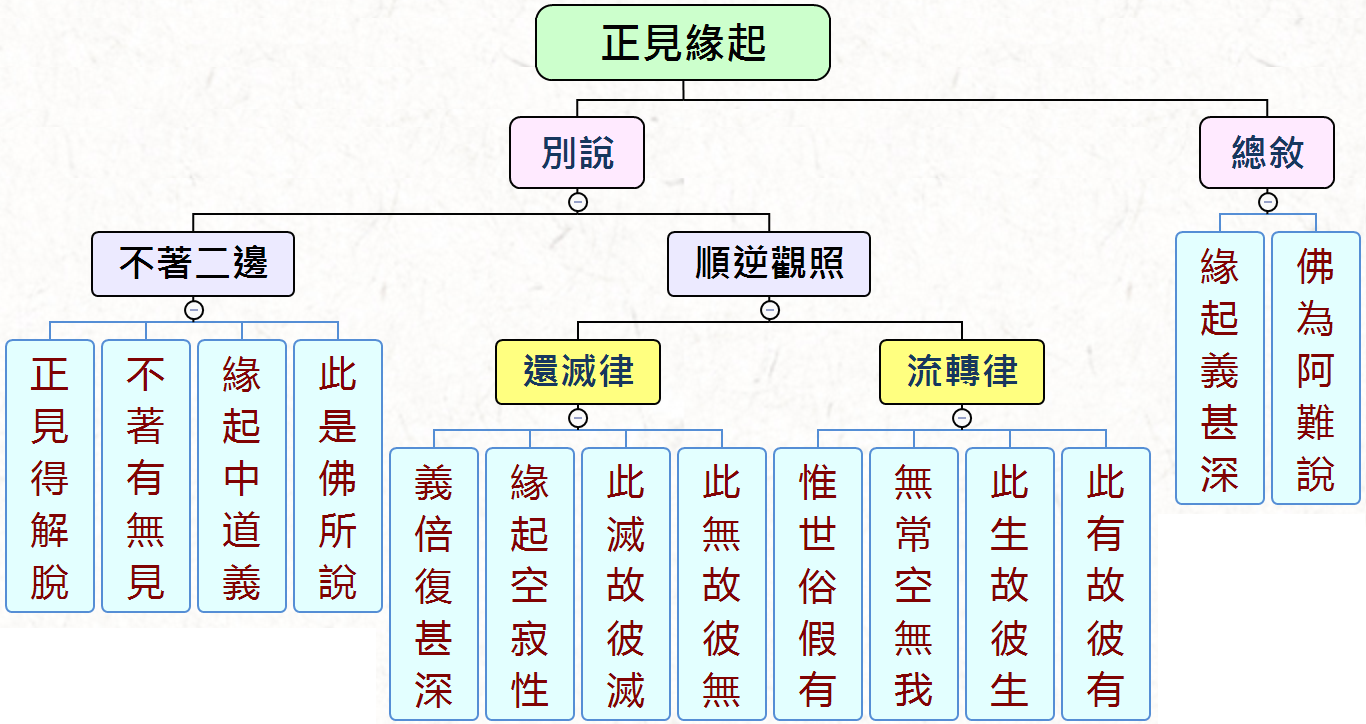 正見緣起
別說
總敘
不著二邊
順逆觀照
還滅律
流轉律
佛為阿難說
緣起義甚深
此有故彼有
此生故彼生
無常空無我
惟世俗假有
此無故彼無
此滅故彼滅
緣起空寂性
義倍復甚深
此是佛所說
緣起中道義
不著有無見
正見得解脫